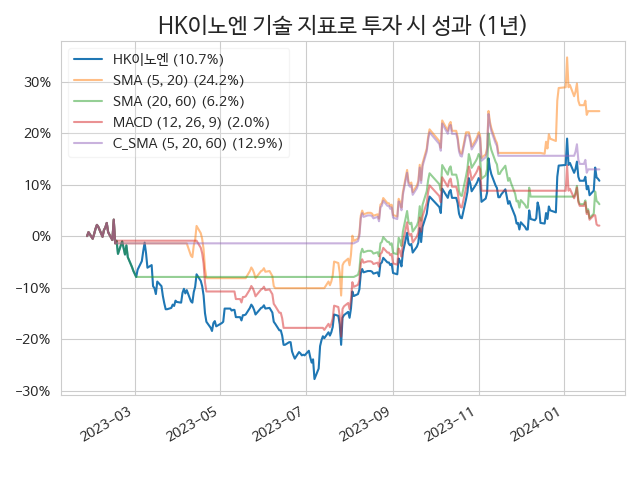 HK이노엔 기술 지표로 투자 시 성과 (1년)
HK이노엔 (10.7%)
SMA (5, 20) (24.2%)
SMA (20, 60) (6.2%)
MACD (12, 26, 9) (2.0%)
C_SMA (5, 20, 60) (12.9%)
30%
20%
10%
0%
−10%
−20%
−30%
2023−03
2023−05
2023−07
2023−09
2023−11
2024−01